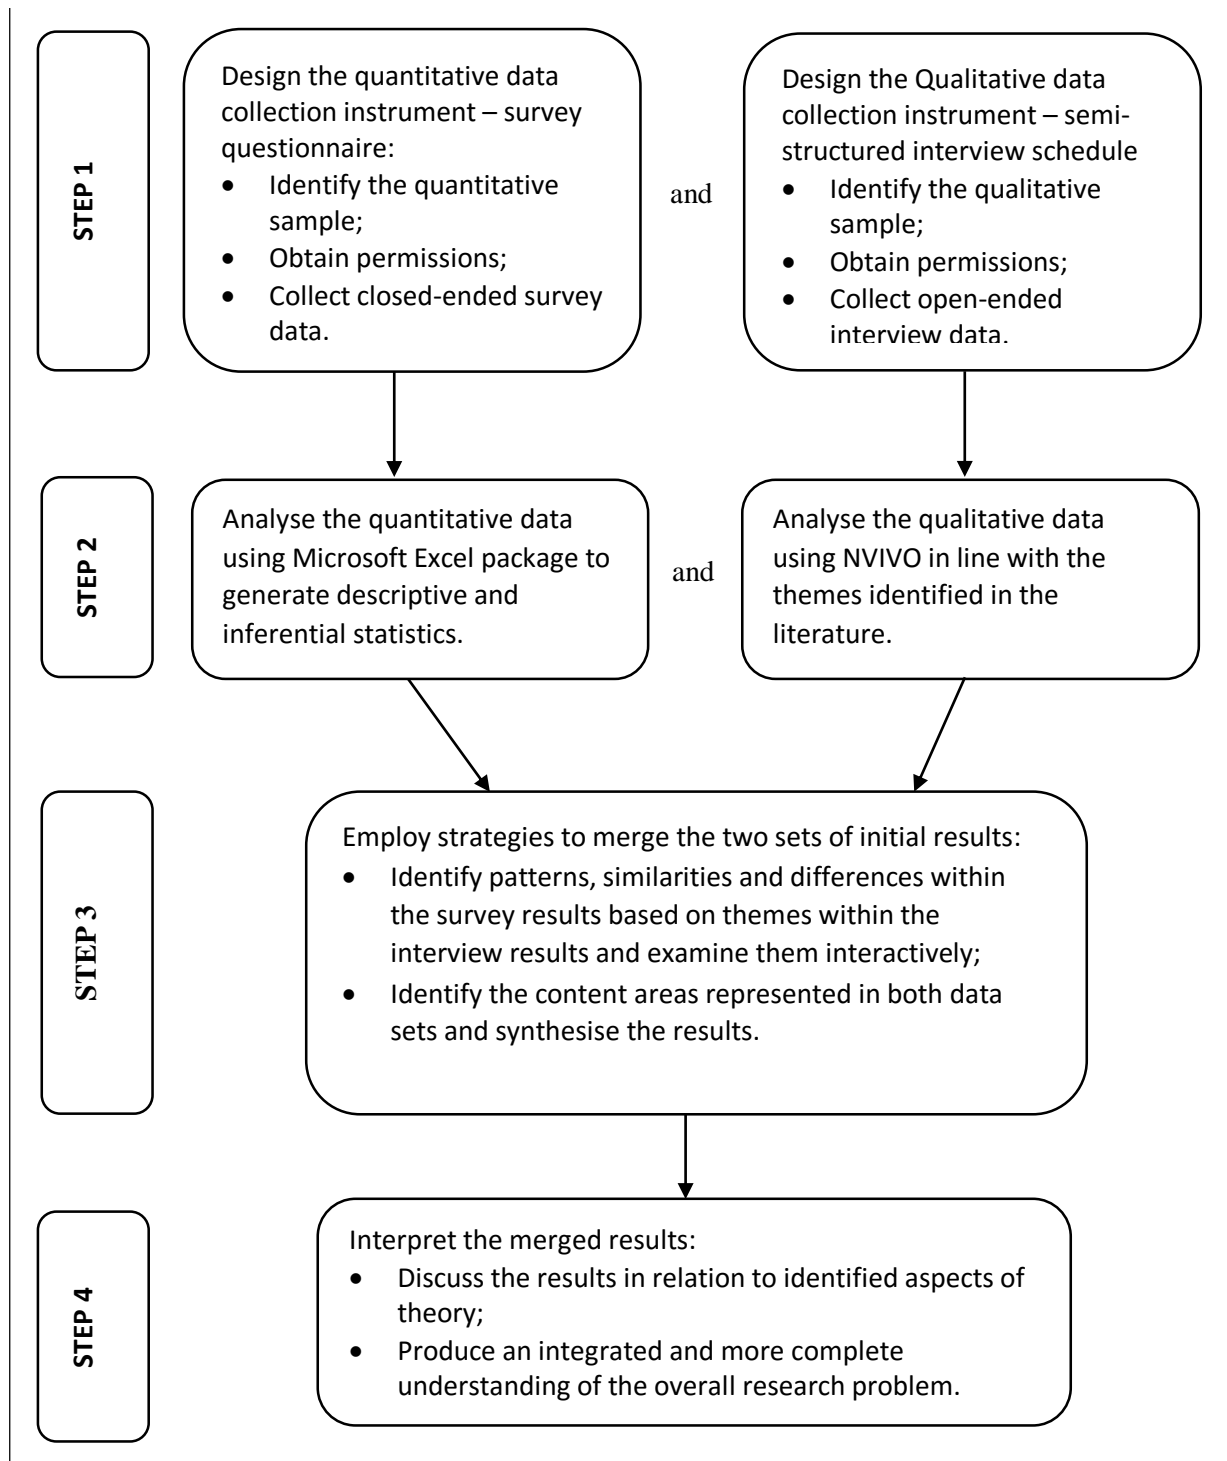 STEP 1
Design the quantitative data
collection instrument – survey
questionnaire:
• Identify the quantitative
sample;
• Obtain permissions;
• Collect closed-ended survey
data.
and
Design the Qualitative data
collection instrument – semi-
structured interview schedule
• Identify the qualitative
sample;
• Obtain permissions;
• Collect open-ended
interview data.
STEP 2
Analyse the quantitative data
using Microsoft Excel package to
generate descriptive and
inferential statistics.
and
Analyse the qualitative data
using NVIVO in line with the
themes identified in the
literature.
STEP 3
Employ strategies to merge the two sets of initial results:
• Identify patterns, similarities and differences within
the survey results based on themes within the
interview results and examine them interactively;
• Identify the content areas represented in both data
sets and synthesise the results.
STEP 4
Interpret the merged results:
• Discuss the results in relation to identified aspects of
theory;
• Produce an integrated and more complete
understanding of the overall research problem.